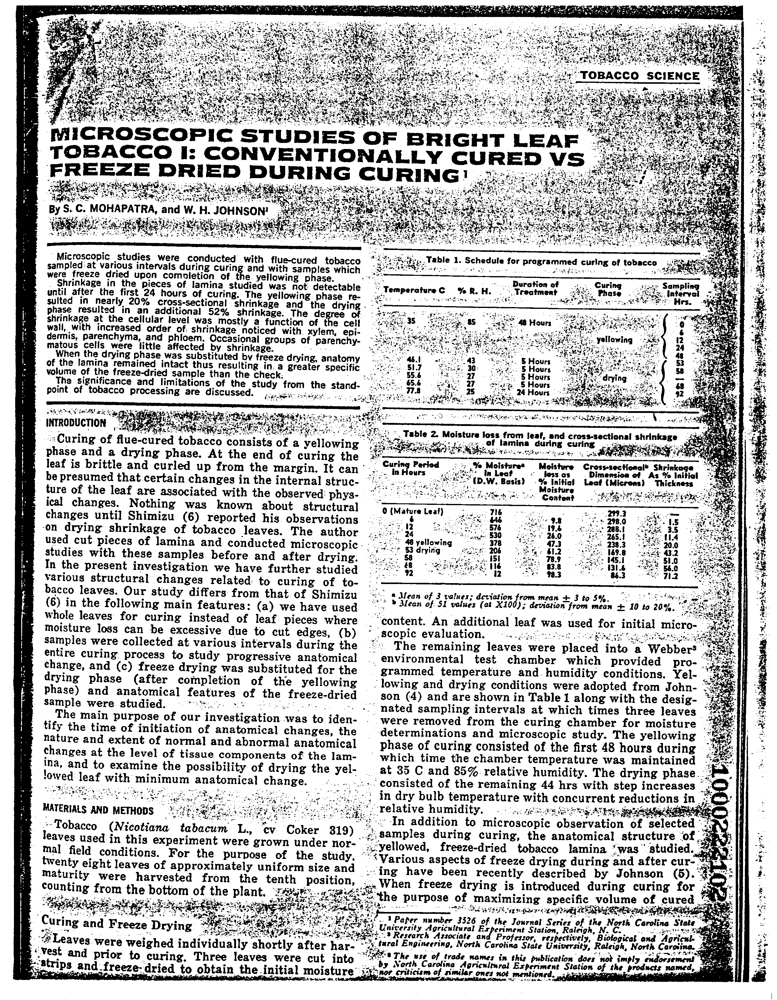 TOBACCO SCIENCE
MICROSCOPIC STUDIES OF BRIGHT LEAF
TOBACCO I: CONVENTIONALLY CURED VS
FREEZE DRIED DURING CURING¹
By S. C. MOHAPATRA, and W. H. JOHNSON²
Microscopic studies were conducted with flue-cured tobacco
sampled at various intervals during curing and with samples which
were freeze dried upon completion of the yellowing phase.
Shrinkage in the pieces of lamina studied was not detectable
until after the first 24 hours of curing. The yellowing phase re-
sulted in nearly 20% cross-sectional shrinkage and the drying
phase resulted in an additional 52% shrinkage. The degree of
shrinkage at the cellular level was mostly a function of the cell
wall, with increased order of shrinkage noticed with xylem, epi-
dermis, parenchyma, and phloem. Occasional groups of parenchy-
matous cells were little affected by shrinkage.
When the drying phase was substituted by freeze drying, anatomy
of the lamina remained intact thus resulting in a greater specific
volume of the freeze-dried sample than the check.
The significance and limitations of the study from the stand-
point of tobacco processing are discussed.
INTRODUCTION
Curing of flue-cured tobacco consists of a yellowing
phase and a drying phase. At the end of curing the
leaf is brittle and curled up from the margin. It can
be presumed that certain changes in the internal struc-
ture of the leaf are associated with the observed phys-
ical changes. Nothing was known about structural
changes until Shimizu (6) reported his observations
on drying shrinkage of tobacco leaves. The author
used cut pieces of lamina and conducted microscopic
studies with these samples before and after drying.
In the present investigation we have further studied
various structural changes related to curing of to-
bacco leaves. Our study differs from that of Shimizu
(6) in the following main features: (a) we have used
whole leaves for curing instead of leaf pieces where
moisture loss can be excessive due to cut edges, (b)
samples were collected at various intervals during the
entire curing process to study progressive anatomical
change, and (c) freeze drying was substituted for the
drying phase (after completion of the yellowing
phase) and anatomical features of the freeze-dried
sample were studied.
The main purpose of our investigation was to iden-
tify the time of initiation of anatomical changes, the
nature and extent of normal and abnormal anatomical
changes at the level of tissue components of the lam-
ina, and to examine the possibility of drying the yel-
lowed leaf with minimum anatomical change.
MATERIALS AND METHODS
Tobacco (Nicotiana tabacum L., cv Coker 319)
leaves used in this experiment were grown under nor-
mal field conditions. For the purpose of the study,
twenty eight leaves of approximately uniform size and
maturity were harvested from the tenth position,
counting from the bottom of the plant.
Curing and Freeze Drying
Leaves were weighed individually shortly after har-
vest and prior to curing. Three leaves were cut into
strips and freeze-dried to obtain the initial moisture
Table 1. Schedule for programmed curing of tobacco
Temperature C % R. H. Duration of Treatment Curing Phase Sampling Interval Hrs.
35 85 48 Hours yellowing 0
6
12
24
48
46.1 43 5 Hours 53
51.7 30 5 Hours 58
55.6 27 5 Hours drying —
65.6 27 5 Hours 68
77.8 25 24 Hours 92
Table 2. Moisture loss from leaf, and cross-sectional shrinkage
of lamina during curing
Curing Period In Hours % Moistureᵃ In Leaf (D.W. Basis) Moisture loss as % Initial Moisture Content Cross-sectionalᵇ Dimension of Leaf (Microns) Shrinkage As % Initial Thickness
0 (Mature Leaf) 716 299.3
6 646 9.8 298.0 1.5
12 576 19.6 288.1 3.5
24 530 26.0 265.1 11.4
48 yellowing 378 47.3 238.3 20.0
53 drying 206 61.2 169.8 43.2
58 151 78.9 145.1 51.0
68 116 83.8 131.6 56.0
92 12 98.3 86.3 71.2
ᵃ Mean of 3 values; deviation from mean ± 3 to 5%.
ᵇ Mean of 51 values (at X100); deviation from mean ± 10 to 20%.
content. An additional leaf was used for initial micro-
scopic evaluation.
The remaining leaves were placed into a Webber³
environmental test chamber which provided pro-
grammed temperature and humidity conditions. Yel-
lowing and drying conditions were adopted from John-
son (4) and are shown in Table 1 along with the desig-
nated sampling intervals at which times three leaves
were removed from the curing chamber for moisture
determinations and microscopic study. The yellowing
phase of curing consisted of the first 48 hours during
which time the chamber temperature was maintained
at 35 C and 85% relative humidity. The drying phase
consisted of the remaining 44 hrs with step increases
in dry bulb temperature with concurrent reductions in
relative humidity.
In addition to microscopic observation of selected
samples during curing, the anatomical structure of
yellowed, freeze-dried tobacco lamina was studied.
Various aspects of freeze drying during and after cur-
ing have been recently described by Johnson (5).
When freeze drying is introduced during curing for
the purpose of maximizing specific volume of cured
¹ Paper number 3526 of the Journal Series of the North Carolina State
University Agricultural Experiment Station, Raleigh, N. C.
² Research Associate and Professor, respectively, Biological and Agricul-
tural Engineering, North Carolina State University, Raleigh, North Carolina.
³ The use of trade names in this publication does not imply endorsement
by North Carolina Agricultural Experiment Station of the products named,
nor criticism of similar ones not mentioned.
1000222102